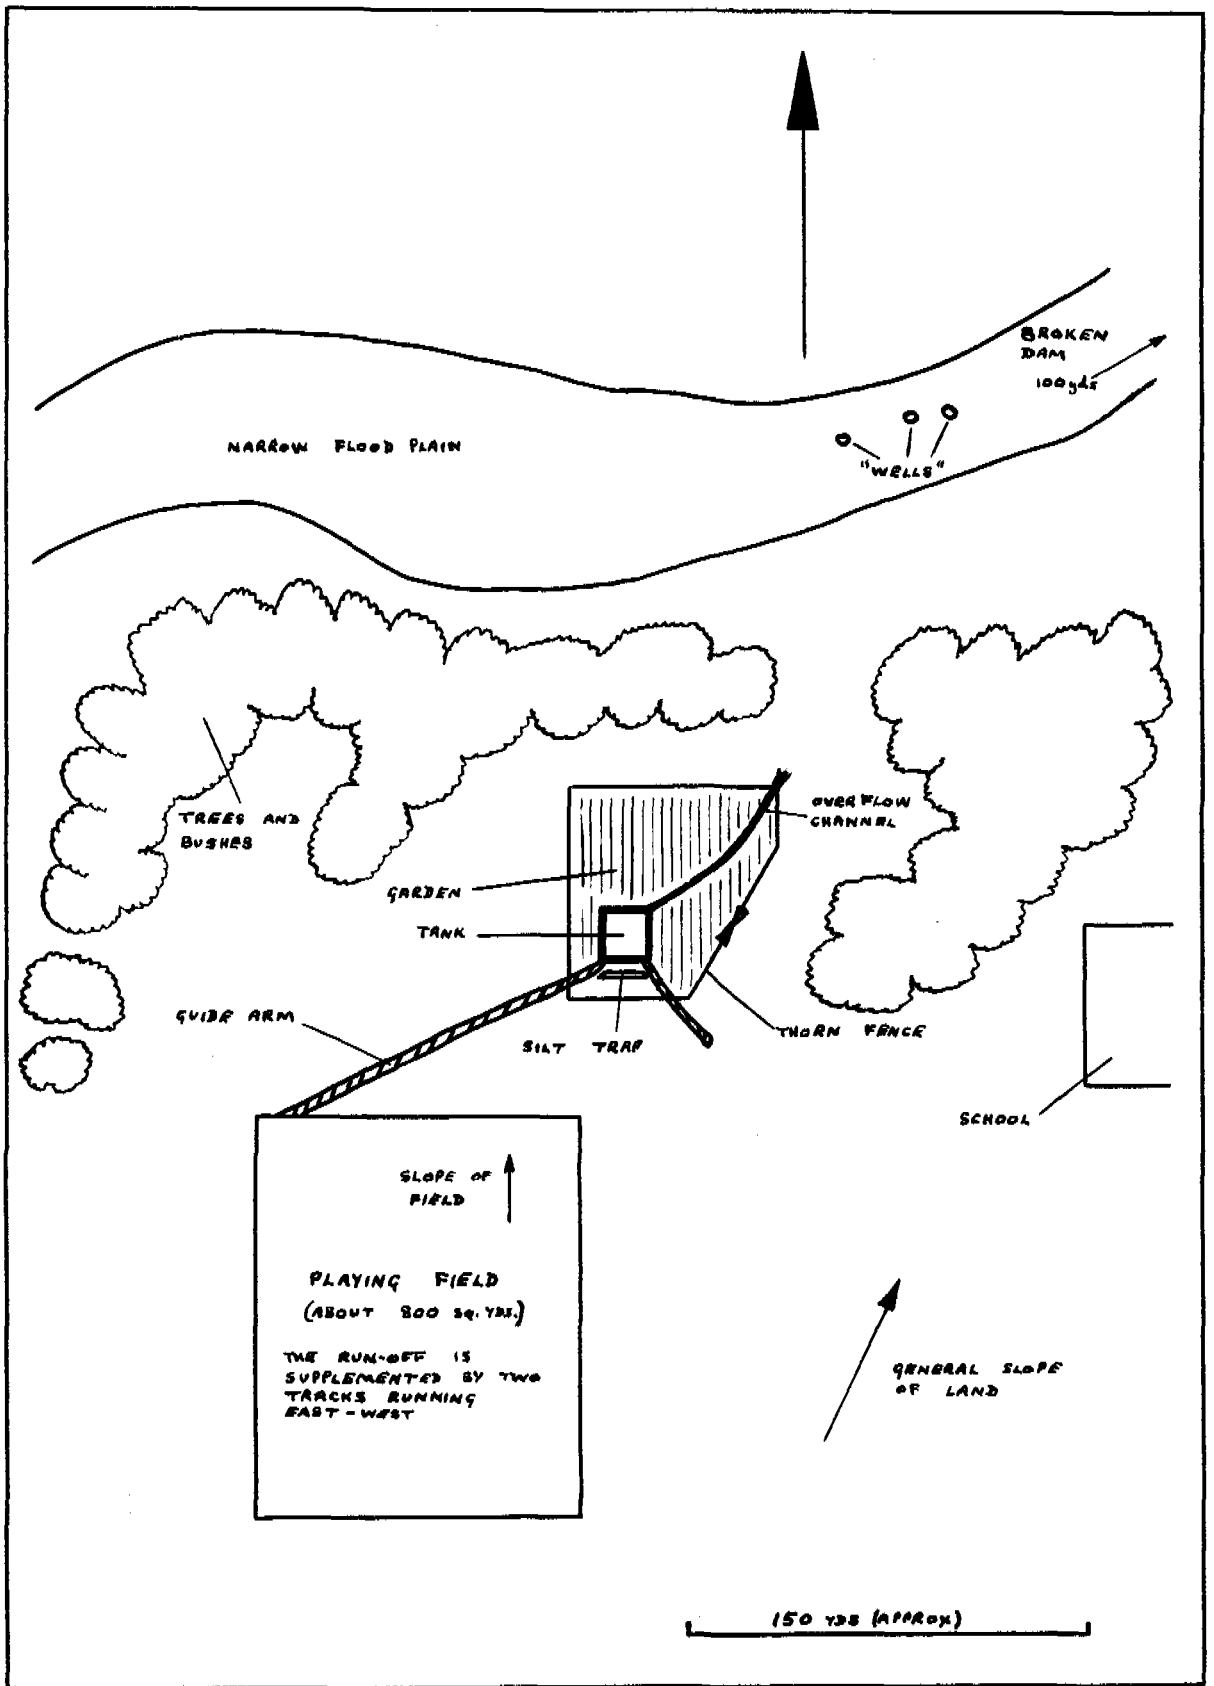 BROKEN
DAM
100yds
NARROW FLOOD PLAIN
"WELLS"
TREES AND
BUSHES
OVERFLOW
CHANNEL
GARDEN
TANK
GUIDE ARM
SILT TRAP
THORN FENCE
SCHOOL
SLOPE OF
FIELD
PLAYING FIELD
(ABOUT 800 SQ. YDS.)
THE RUN-OFF IS
SUPPLEMENTED BY TWO
TRACKS RUNNING
EAST-WEST
GENERAL SLOPE
OF LAND
150 YDS (APPROX)